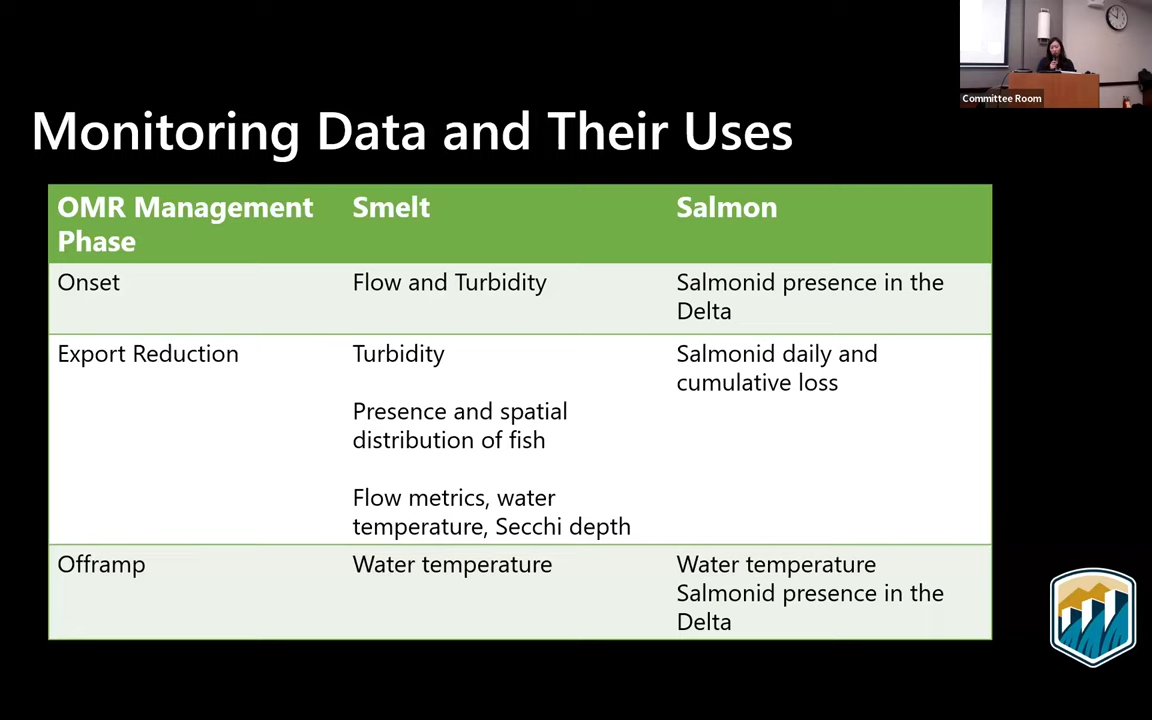 Committee Room
Monitoring Data and Their Uses
OMR Management Phase
Smelt
Salmon
Onset
Flow and Turbidity
Salmonid presence in the
Delta
Export Reduction
Turbidity
Presence and spatial
distribution of fish
Flow metrics, water
temperature, Secchi depth
Salmonid daily and
cumulative loss
Offramp
Water temperature
Water temperature
Salmonid presence in the
Delta